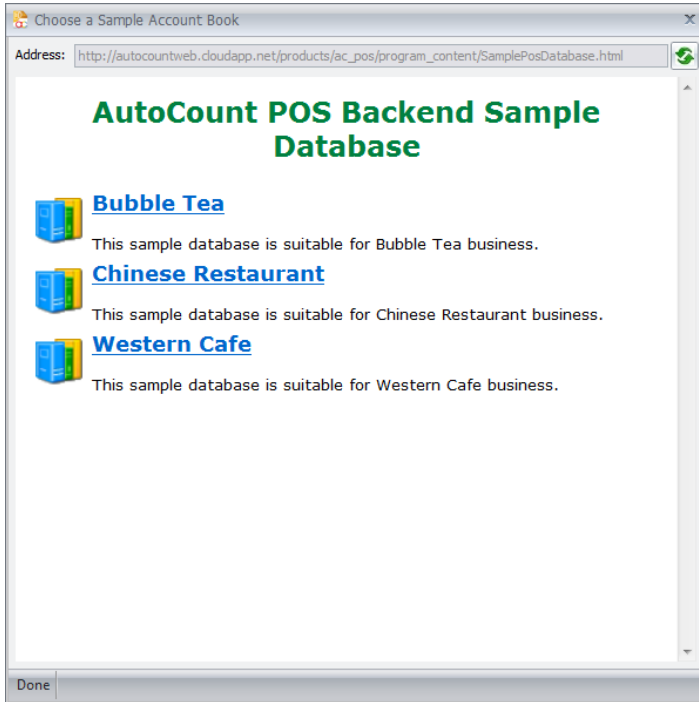 Choose a Sample Account Book
Address: http://autocountweb.cloudapp.net/products/ac_pos/program_content/SamplePosDatabase.html
AutoCount POS Backend Sample
Database
Bubble Tea
This sample database is suitable for Bubble Tea business.
Chinese Restaurant
This sample database is suitable for Chinese Restaurant business.
Western Cafe
This sample database is suitable for Western Cafe business.
Done